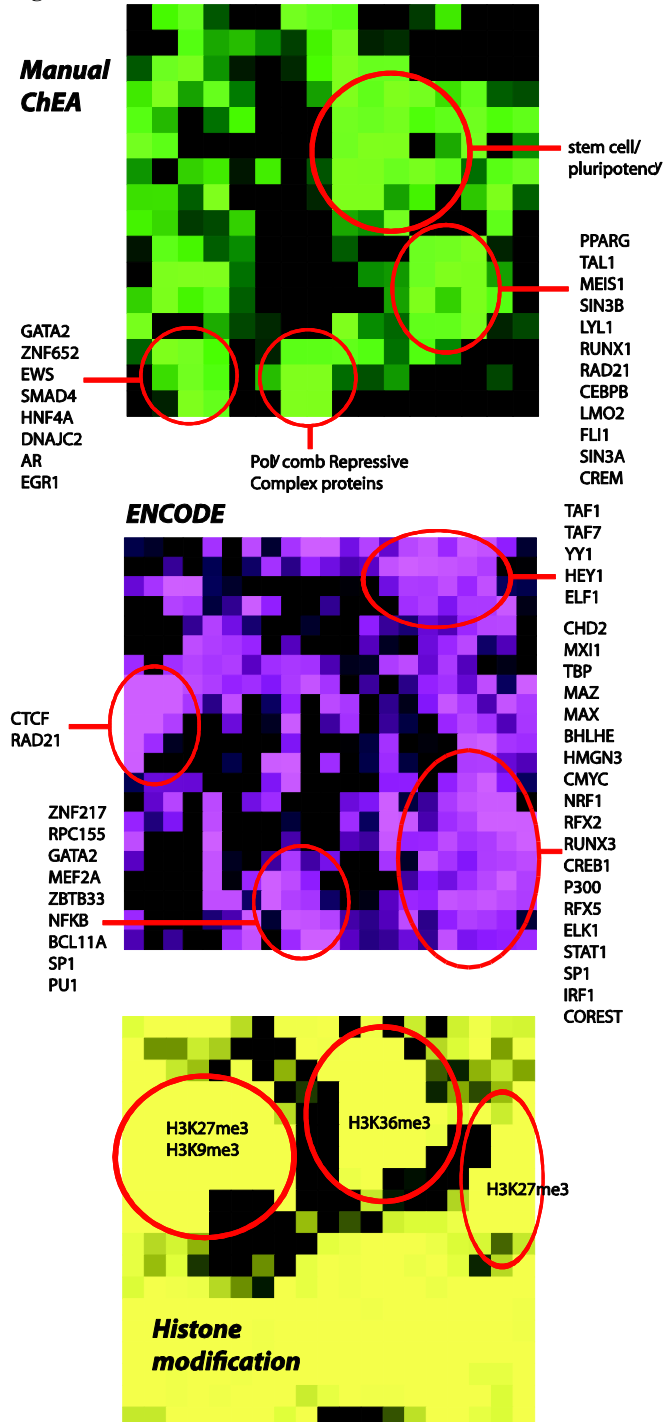 Manual
ChEA
stem cell/
pluripotency
PPARG
TAL1
MEIS1
SIN3B
LYL1
RUNX1
RAD21
CEBPB
LMO2
FLI1
SIN3A
CREM
GATA2
ZNF652
EWS
SMAD4
HNF4A
DNAJC2
AR
EGR1
Polycomb Repressive
Complex proteins
ENCODE
TAF1
TAF7
YY1
HEY1
ELF1
CHD2
MXI1
TBP
MAZ
MAX
BHLHE
HMGN3
CMYC
NRF1
RFX2
RUNX3
CREB1
P300
RFX5
ELK1
STAT1
SP1
IRF1
COREST
CTCF
RAD21
ZNF217
RPC155
GATA2
MEF2A
ZBTB33
NFKB
BCL11A
SP1
PU1
H3K27me3
H3K9me3
H3K36me3
H3K27me3
Histone
modification